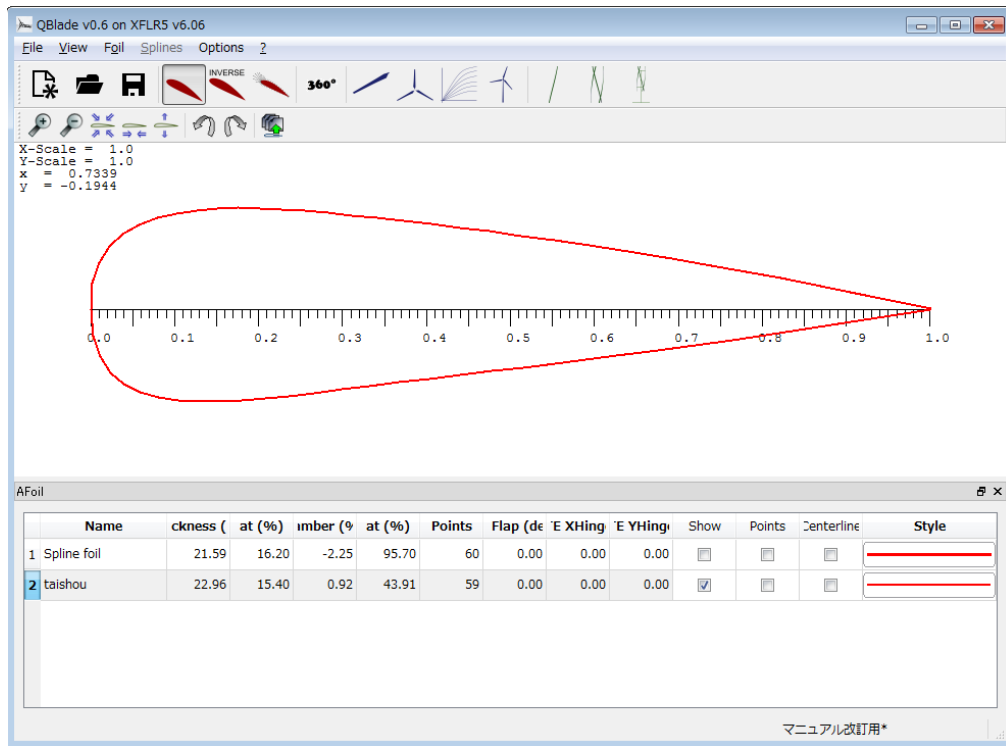 QBlade v0.6 on XFLR5 v6.06
File View Foil Splines Options ?
INVERSE
360°
X-Scale = 1.0
Y-Scale = 1.0
x = 0.7339
y = -0.1944
0.0 0.1 0.2 0.3 0.4 0.5 0.6 0.7 0.8 0.9 1.0
AFoil
Name ckness ( at (%) ımber (% at (%) Points Flap (de TE XHing TE YHing Show Points Centerline Style
1 Spline foil 21.59 16.20 -2.25 95.70 60 0.00 0.00 0.00
2 taishou 22.96 15.40 0.92 43.91 59 0.00 0.00 0.00
マニュアル改訂用*